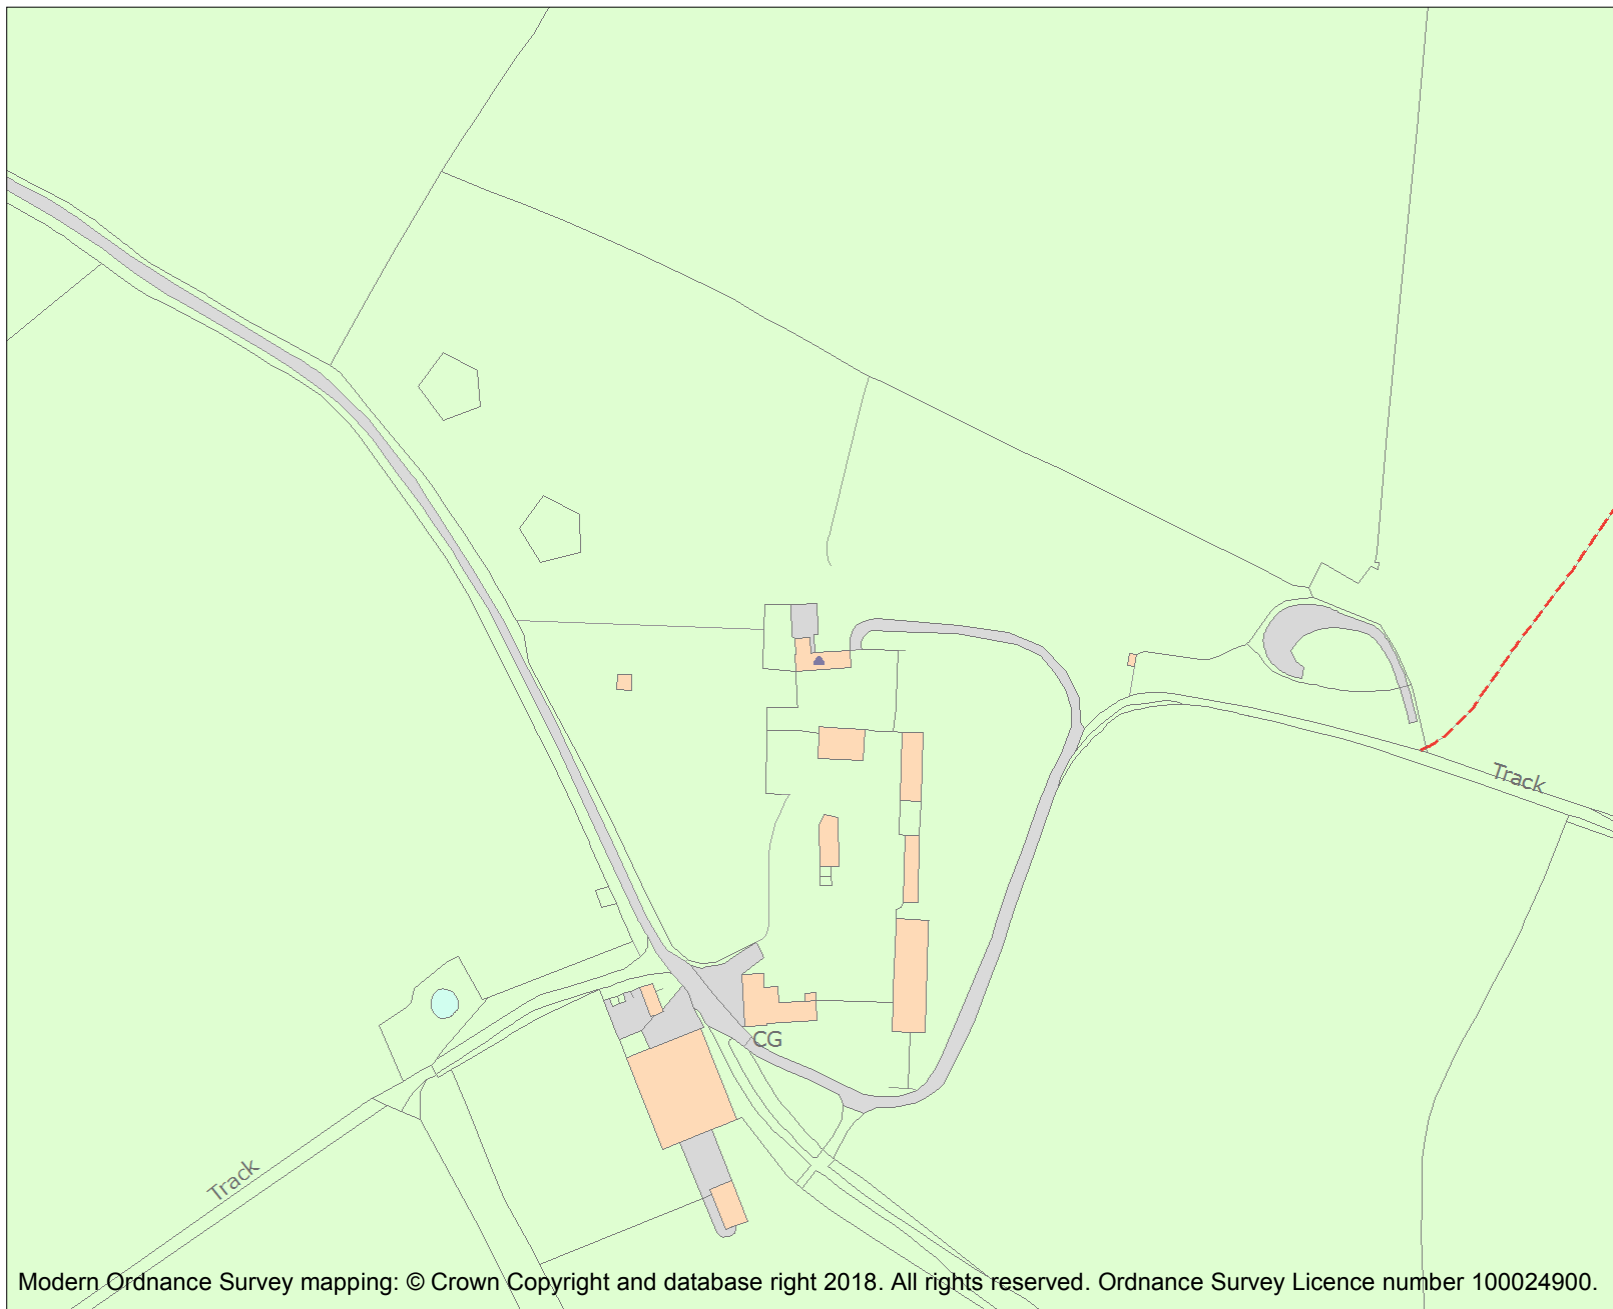 Track
CG
Track
Modern Ordnance Survey mapping: © Crown Copyright and database right 2018. All rights reserved. Ordnance Survey Licence number 100024900.